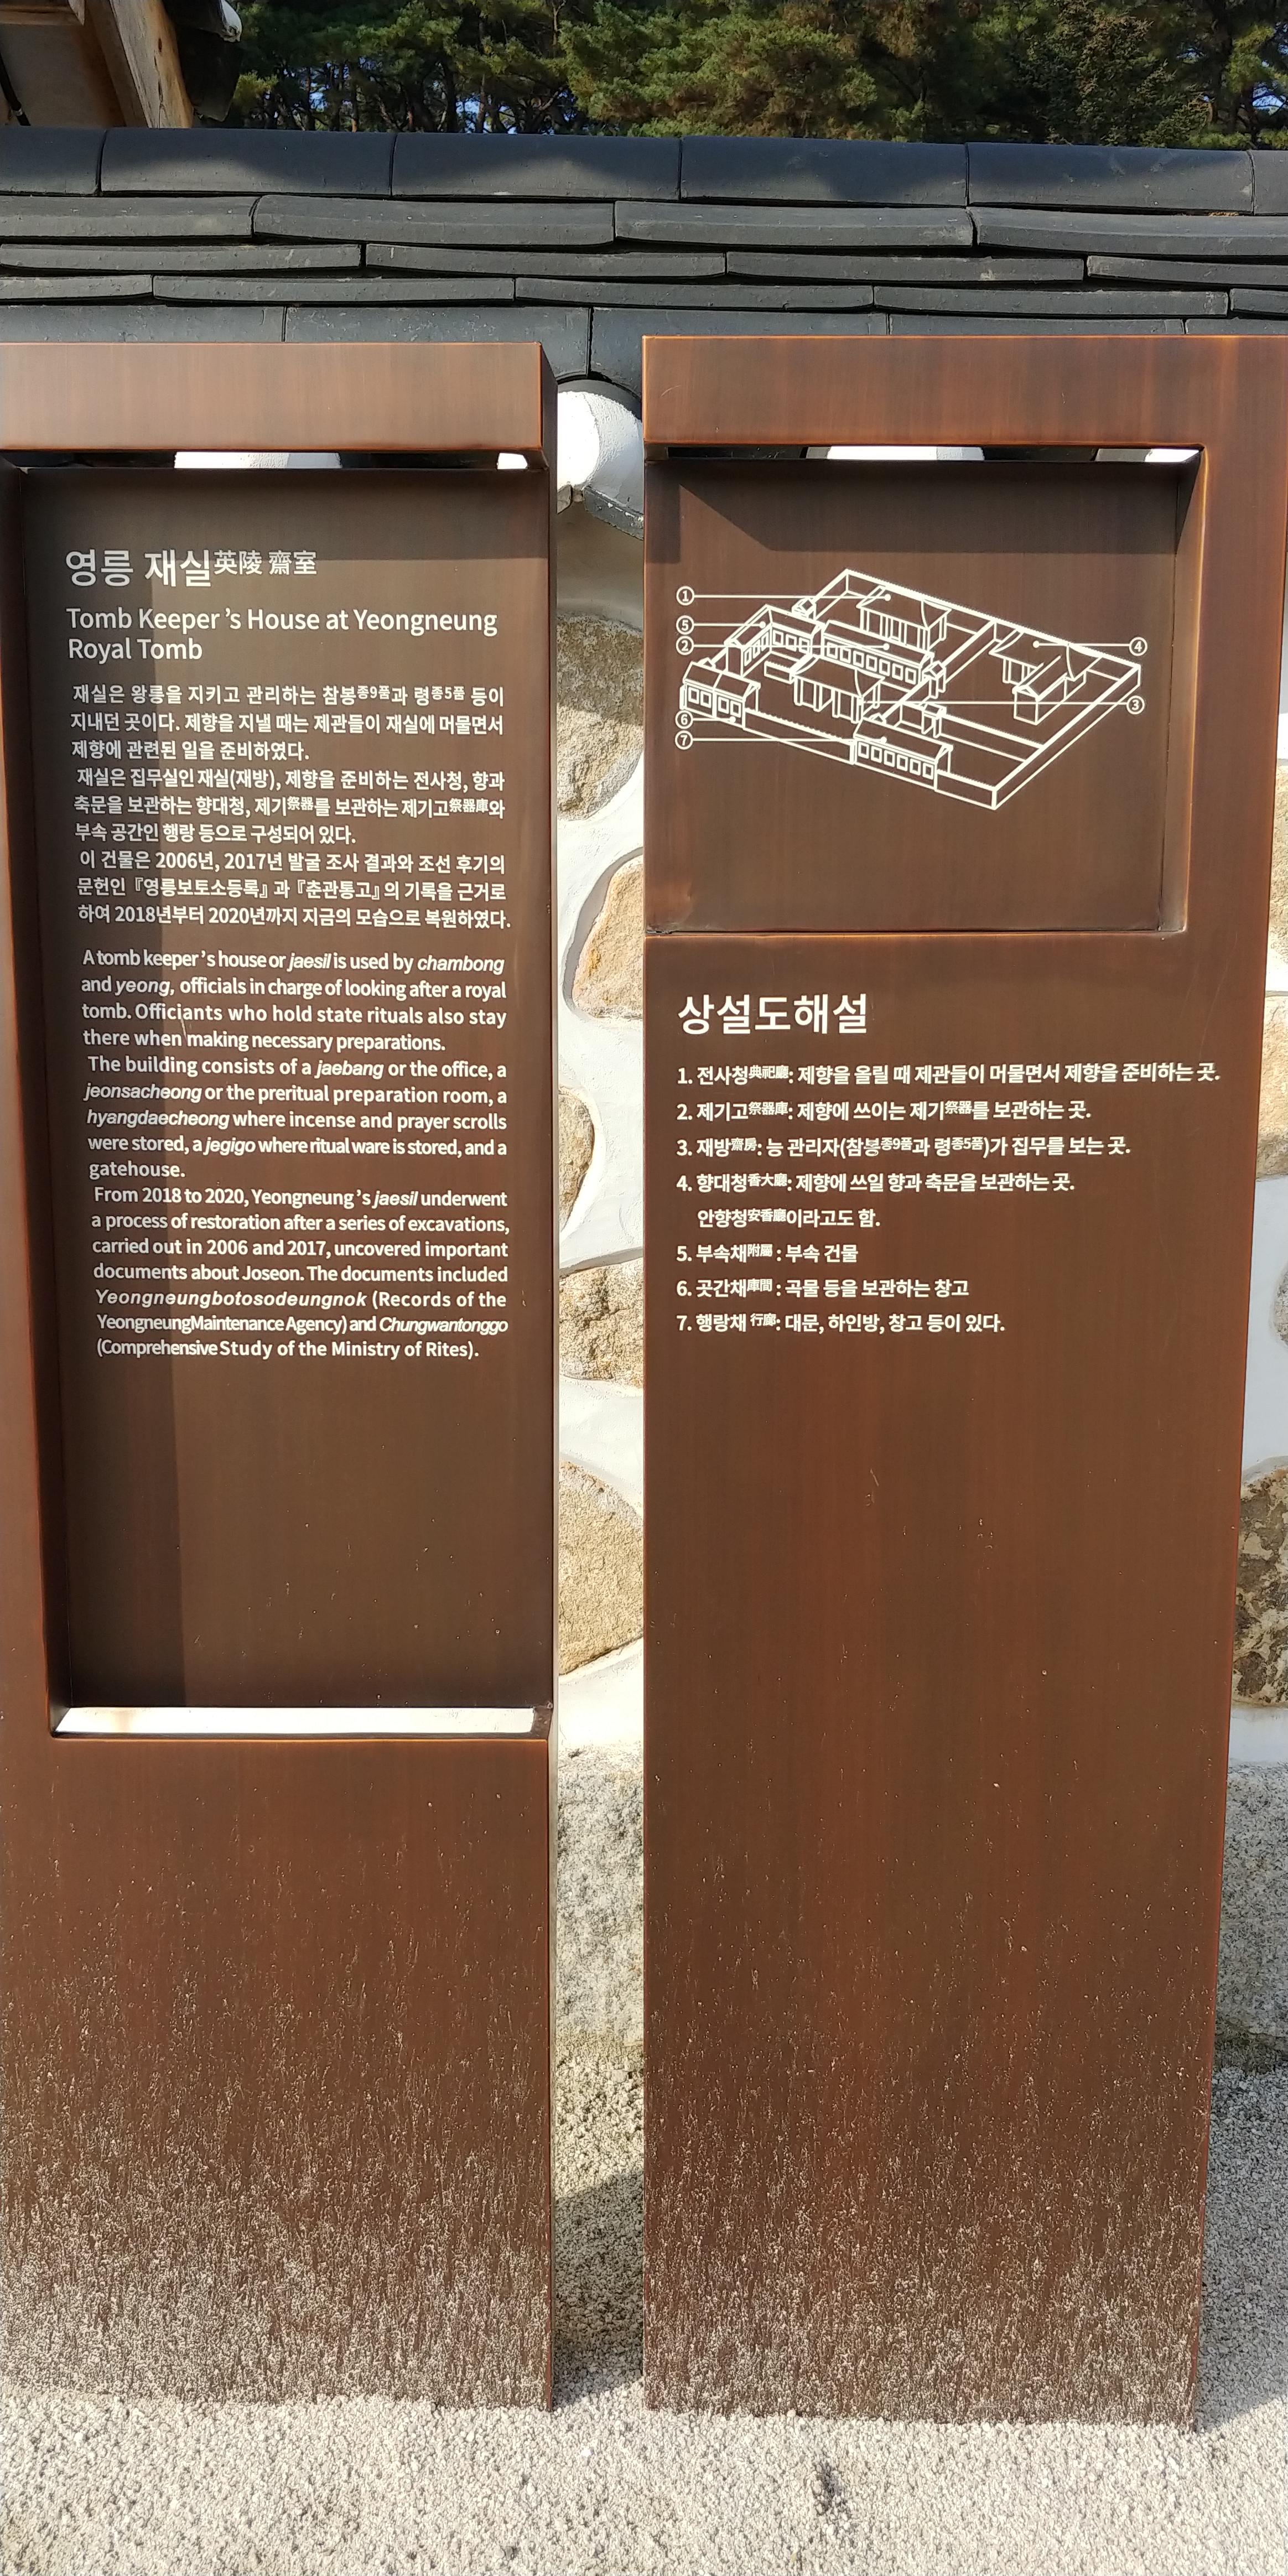 영릉 재실英陵 齋室
Tomb Keeper's House at Yeongneung
Royal Tomb
재실은 왕릉을 지키고 관리하는 참봉종9품과 령종5품 등이
지내던 곳이다. 제향을 지낼 때는 제관들이 재실에 머물면서
제향에 관련된 일을 준비하였다.
재실은 집무실인 재실(재방), 제향을 준비하는 전사청, 향과
축문을 보관하는 향대청, 제기祭器를 보관하는 제기고祭器庫와
부속 공간인 행랑 등으로 구성되어 있다.
이 건물은 2006년, 2017년 발굴 조사 결과와 조선 후기의
문헌인 『영릉보토소등록』 과 『춘관통고』의 기록을 근거로
하여 2018년부터 2020년까지 지금의 모습으로 복원하였다.
A tomb keeper's house or jaesil is used by chambong
and yeong, officials in charge of looking after a royal
tomb. Officiants who hold state rituals also stay
there when making necessary preparations.
The building consists of a jaebang or the office, a
jeonsacheong or the preritual preparation room, a
hyangdaecheong where incense and prayer scrolls
were stored, a jegigo where ritual ware is stored, and a
gatehouse.
From 2018 to 2020, Yeongneung's jaesil underwent
a process of restoration after a series of excavations,
carried out in 2006 and 2017, uncovered important
documents about Joseon. The documents included
Yeongneungbotosodeungnok (Records of the
YeongneungMaintenance Agency) and Chungwantonggo
(Comprehensive Study of the Ministry of Rites).
①
⑤
②
④
③
⑥
⑦
상설도해설
1. 전사청典祀廳: 제향을 올릴 때 제관들이 머물면서 제향을 준비하는 곳.
2. 제기고祭器庫: 제향에 쓰이는 제기祭器를 보관하는 곳.
3. 재방齋房: 능 관리자(참봉종9품과 령종5품)가 집무를 보는 곳.
4. 향대청香大廳: 제향에 쓰일 향과 축문을 보관하는 곳.
안향청安香廳이라고도 함.
5. 부속채附屬 : 부속 건물
6. 곳간채庫間 : 곡물 등을 보관하는 창고
7. 행랑채 行廊: 대문, 하인방, 창고 등이 있다.